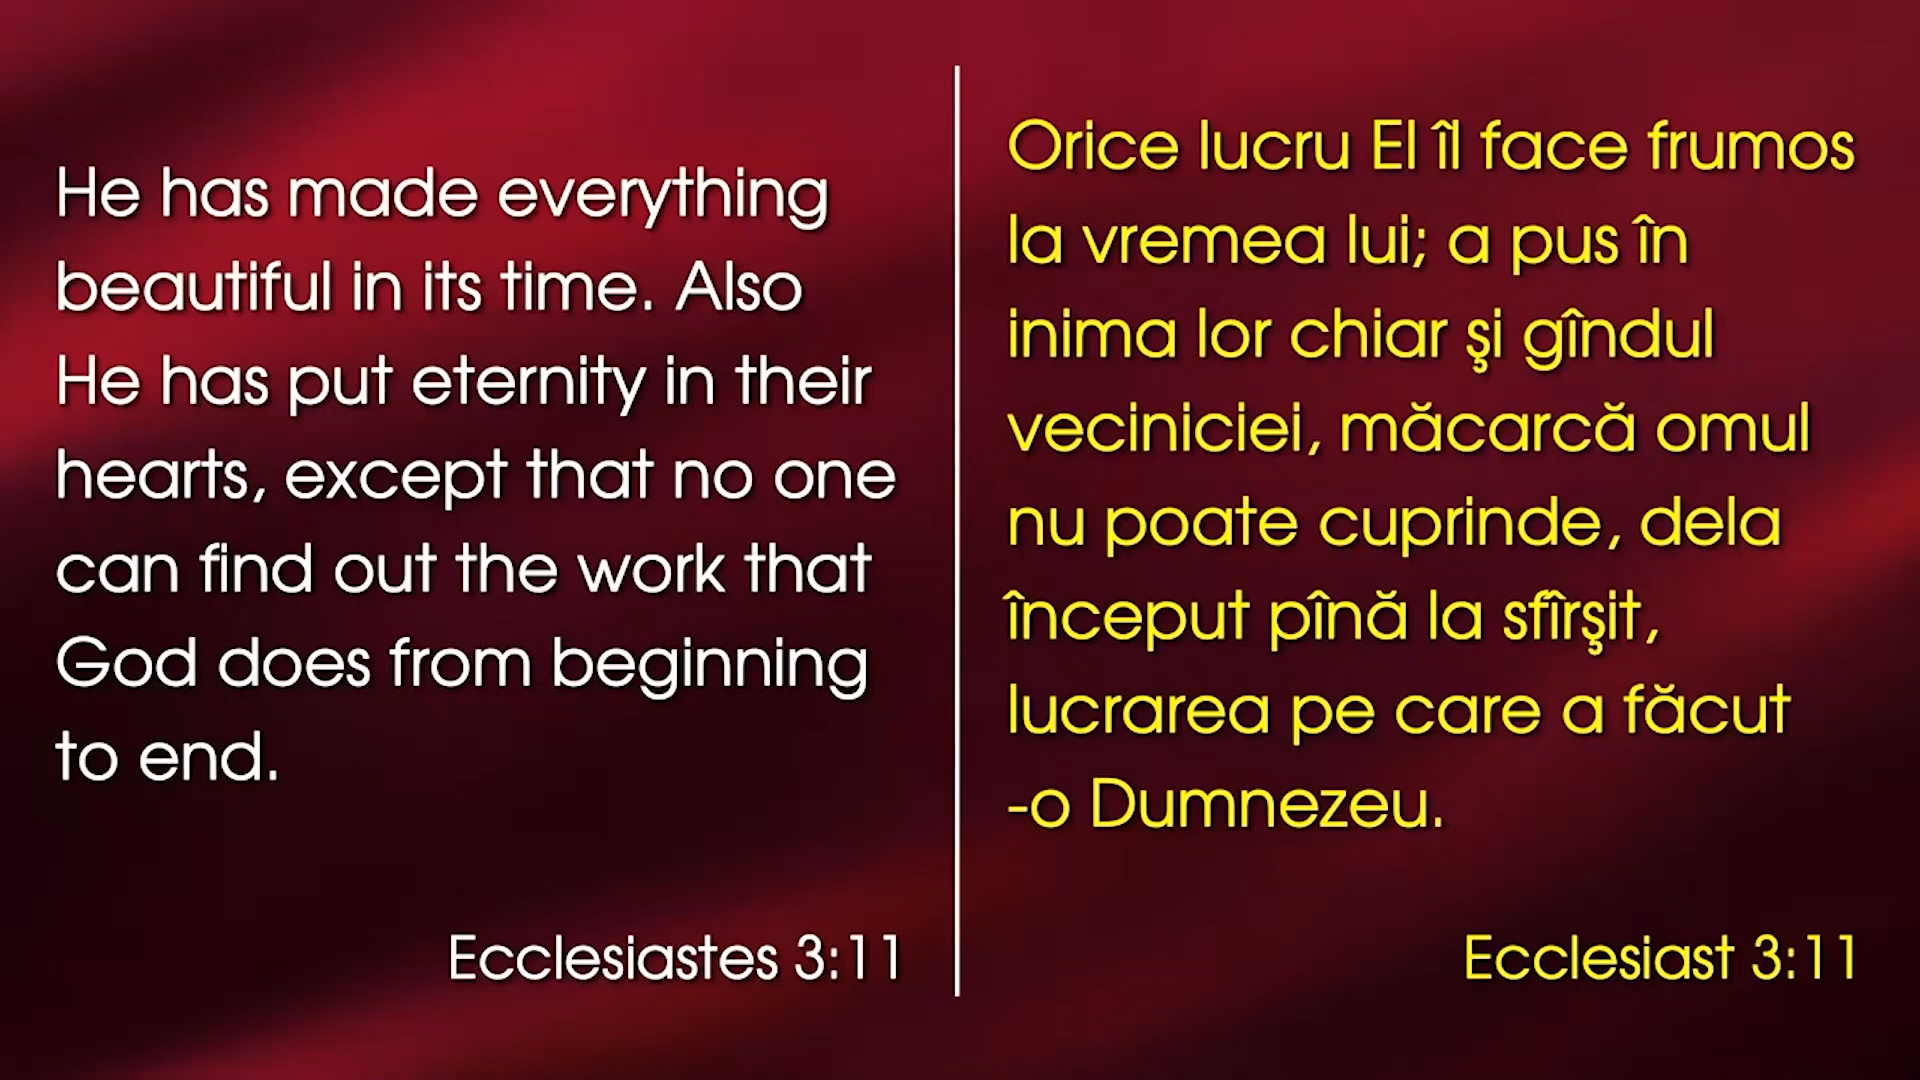 He has made everything
beautiful in its time. Also
He has put eternity in their
hearts, except that no one
can find out the work that
God does from beginning
to end.
Ecclesiastes 3:11
Orice lucru El îl face frumos
la vremea lui; a pus în
inima lor chiar şi gîndul
veciniciei, măcarcă omul
nu poate cuprinde, dela
început pînă la sfîrşit,
lucrarea pe care a făcut
-o Dumnezeu.
Ecclesiast 3:11